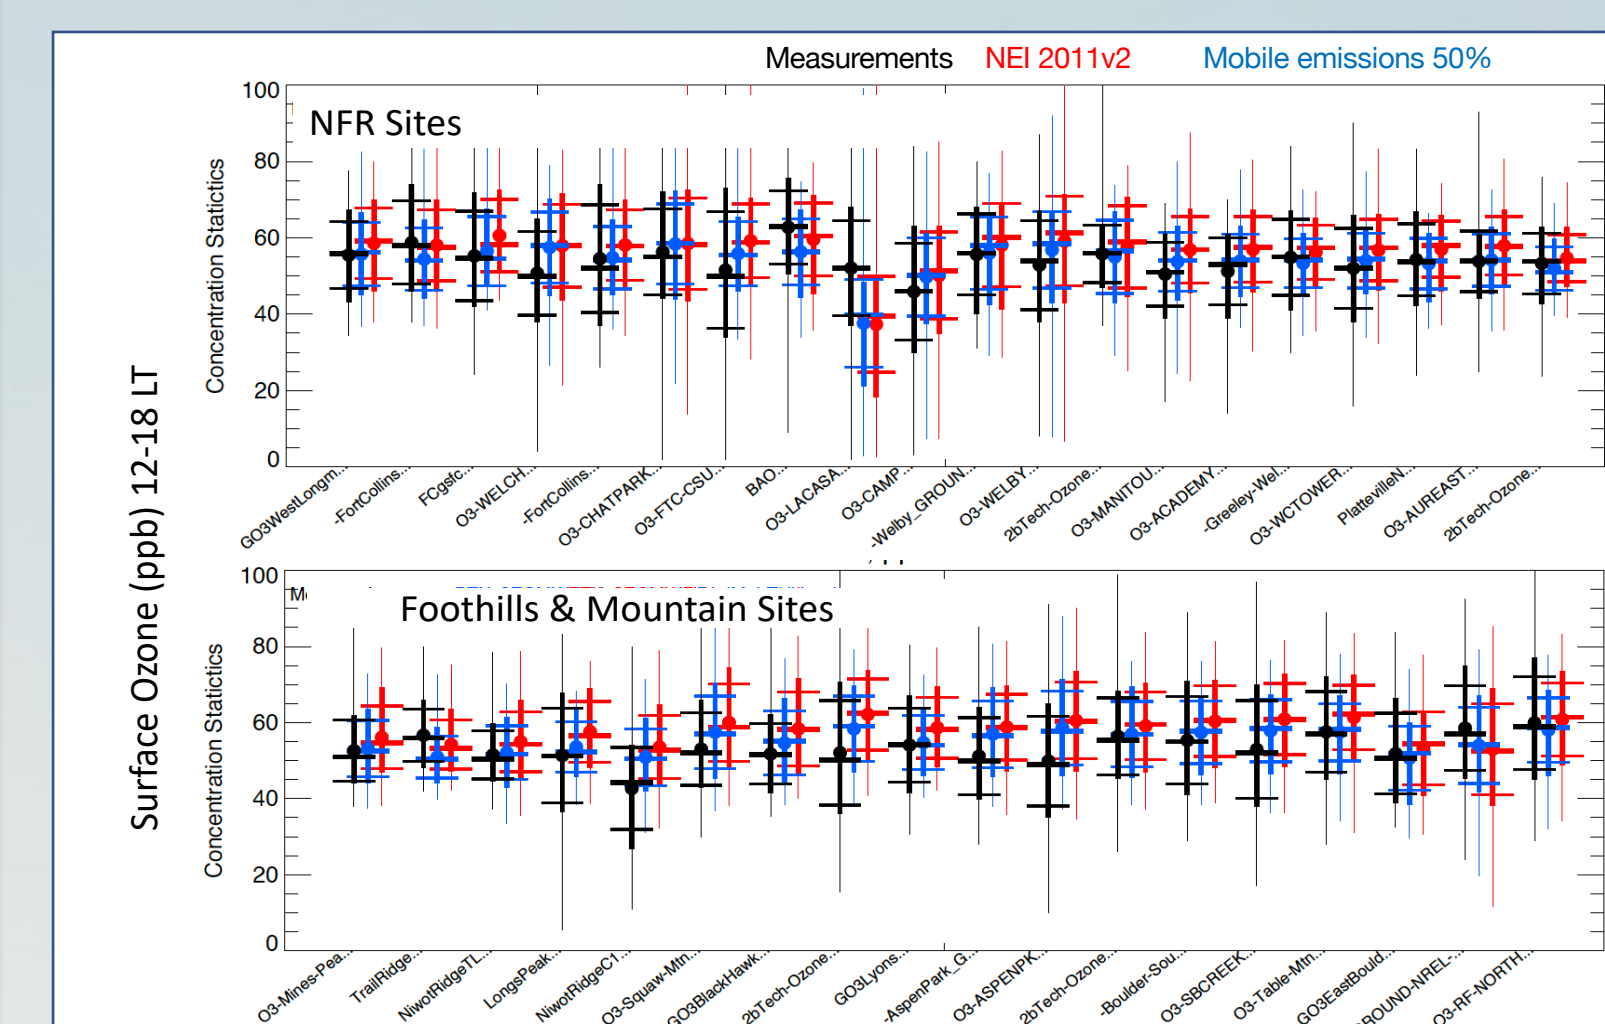 Measurements NEI 2011v2 Mobile emissions 50%
Surface Ozone (ppb) 12-18 LT
NFR Sites
Concentration Statictics
100
80
60
40
20
0
GO3WestLongm...
-FortCollins...
FCgsfc...
O3-WELCH...
-FortCollins...
O3-CHATPARK...
O3-FTC-CSU...
BAO...
O3-LACASA...
O3-CAMP...
-Welby_GROUN...
O3-WELBY...
2bTech-Ozone...
O3-MANITOU...
O3-ACADEMY...
-Greeley-Wel...
O3-WCTOWER...
PlattevilleN...
O3-AUREAST...
2bTech-Ozone...
Foothills & Mountain Sites
Concentration Statictics
100
80
60
40
20
0
O3-Mines-Pea...
TrailRidge...
NiwotRidgeTL...
LongsPeak...
NiwotRidgeC1...
O3-Squaw-Mtn...
GO3BlackHawk...
2bTech-Ozone...
GO3Lyons...
-AspenPark_G...
O3-ASPENPK...
2bTech-Ozone...
-Boulder-Sou...
O3-SBCREEK...
O3-Table-Mtn...
GO3EastBould...
ROUND-NREL-...
O3-RF-NORTH...